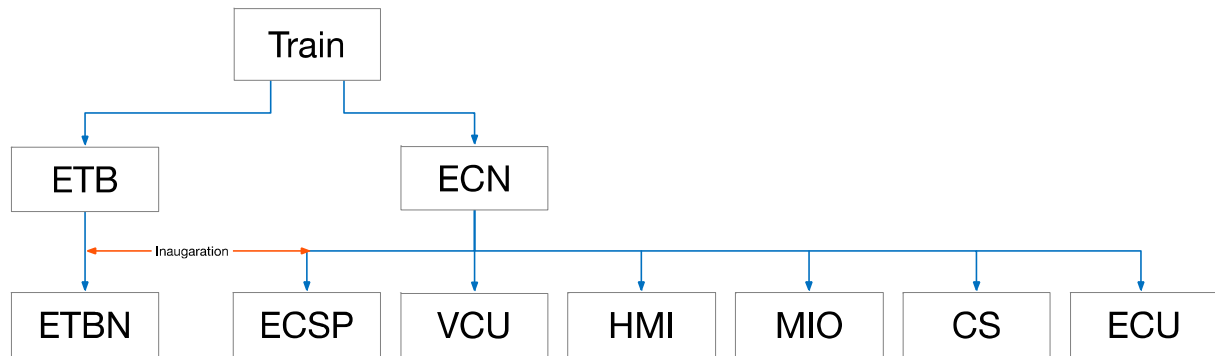 Train
ETB
ECN
Inaugaration
ETBN
ECSP
VCU
HMI
MIO
CS
ECU